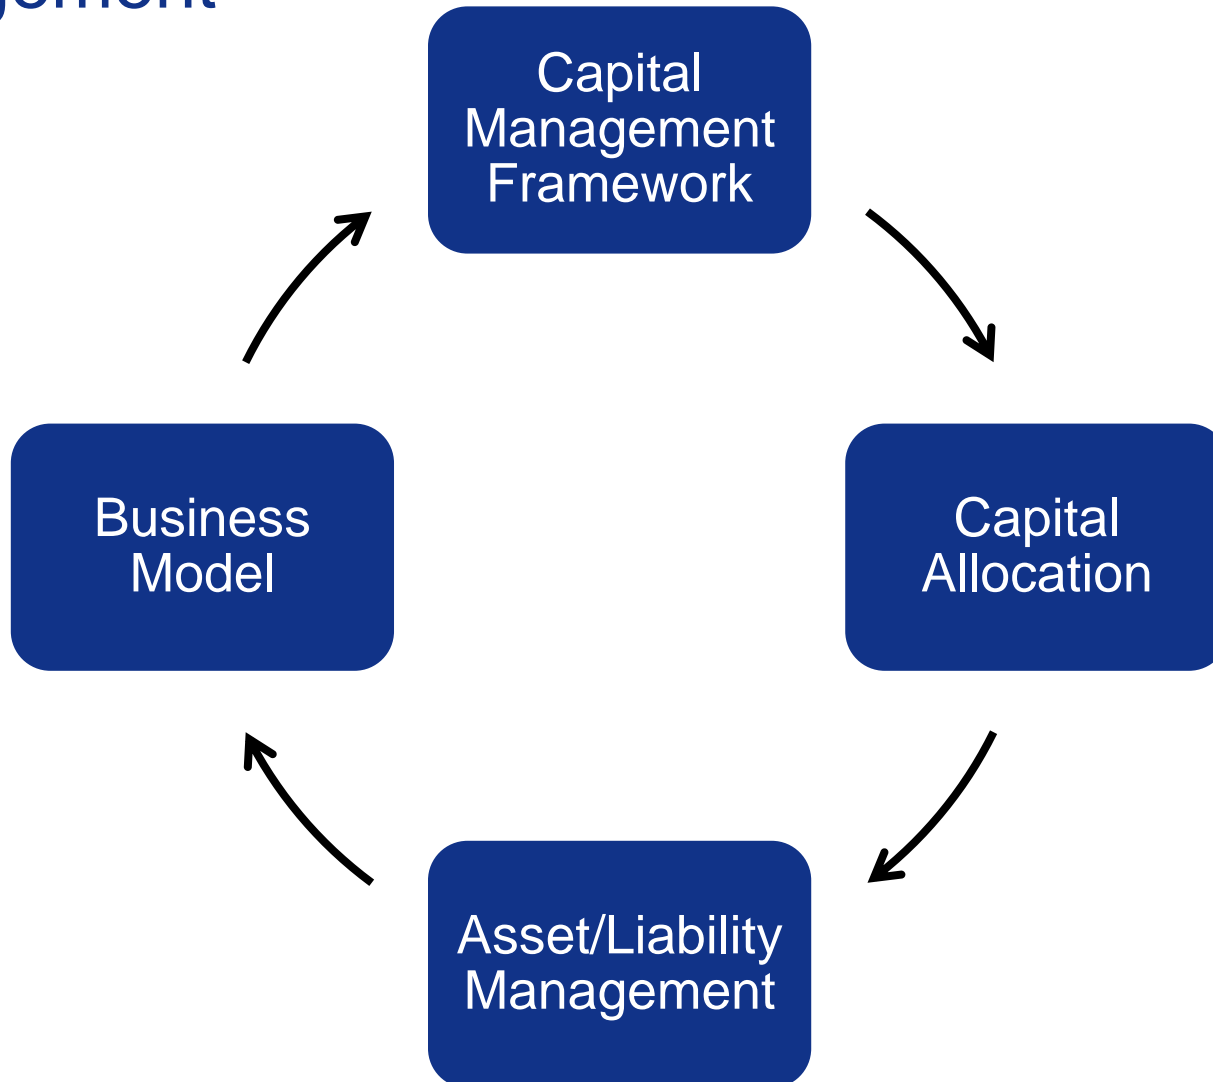 Capital
Management
Framework
Business
Model
Capital
Allocation
Asset/Liability
Management